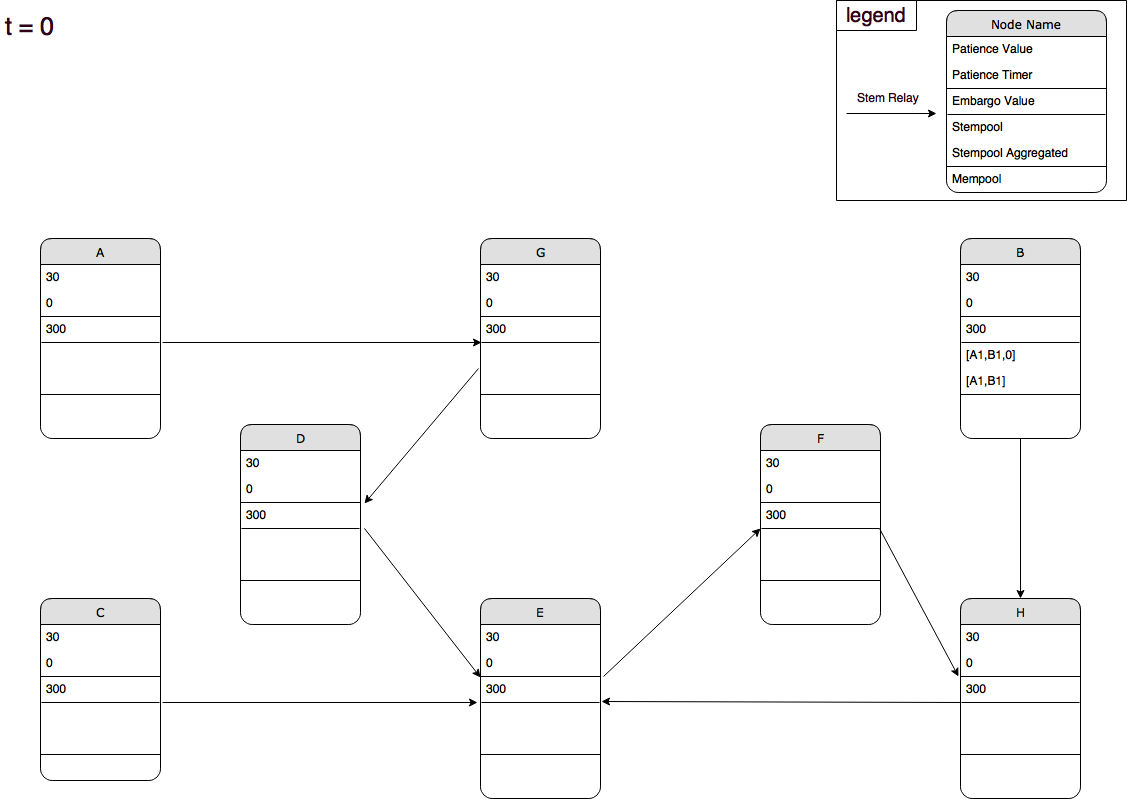 t = 0
legend
Node Name
Patience Value
Patience Timer
Stem Relay
Embargo Value
Stempool
Stempool Aggregated
Mempool
A
30
0
300
G
30
0
300
B
30
0
300
[A1,B1,0]
[A1,B1]
D
30
0
300
F
30
0
300
C
30
0
300
E
30
0
300
H
30
0
300